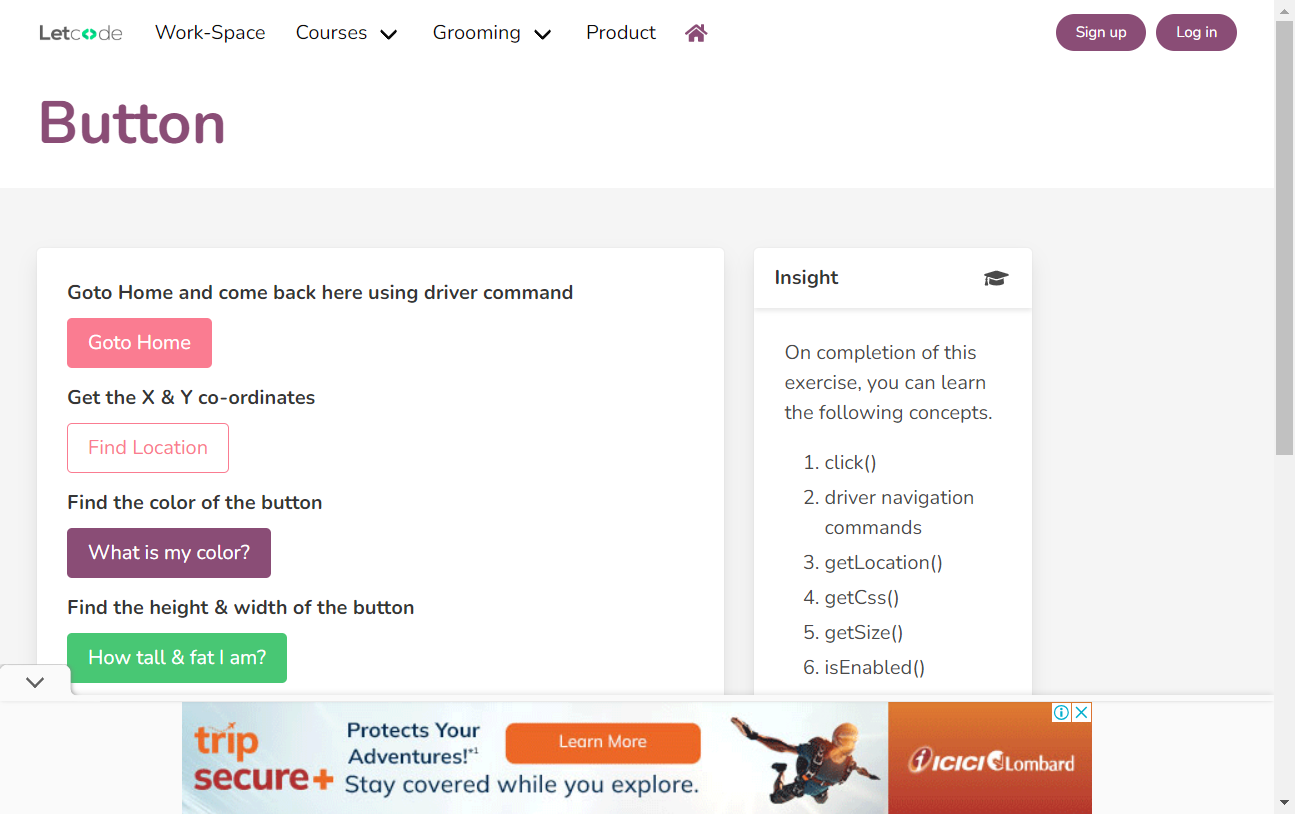 Letcode Work-Space Courses Grooming Product Sign up Log in
Button
Goto Home and come back here using driver command
Goto Home
Get the X & Y co-ordinates
Find Location
Find the color of the button
What is my color?
Find the height & width of the button
How tall & fat I am?
Insight
On completion of this
exercise, you can learn
the following concepts.
1. click()
2. driver navigation
commands
3. getLocation()
4. getCss()
5. getSize()
6. isEnabled()
trip
secure+
Protects Your
Adventures!*1
Learn More
Stay covered while you explore.
ICICI Lombard